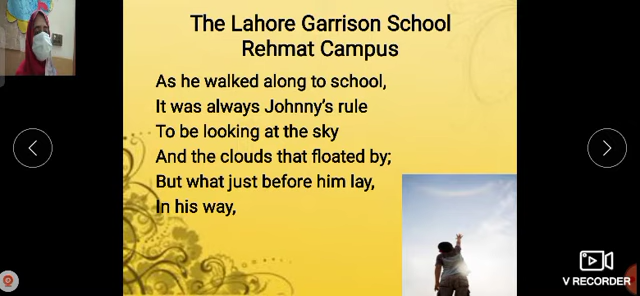 The Lahore Garrison School
Rehmat Campus
As he walked along to school,
It was always Johnny's rule
To be looking at the sky
And the clouds that floated by;
But what just before him lay,
In his way,
V RECORDER